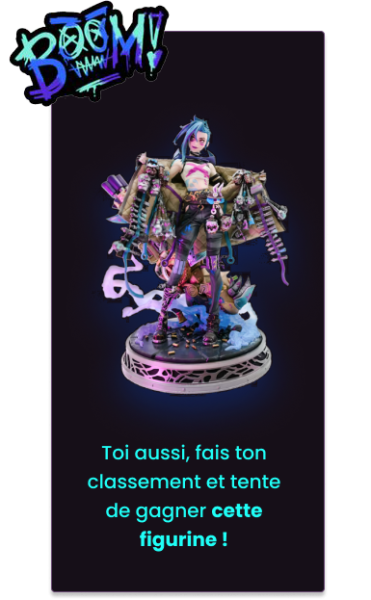 BOOM!
Toi aussi, fais ton
classement et tente
de gagner cette
figurine !